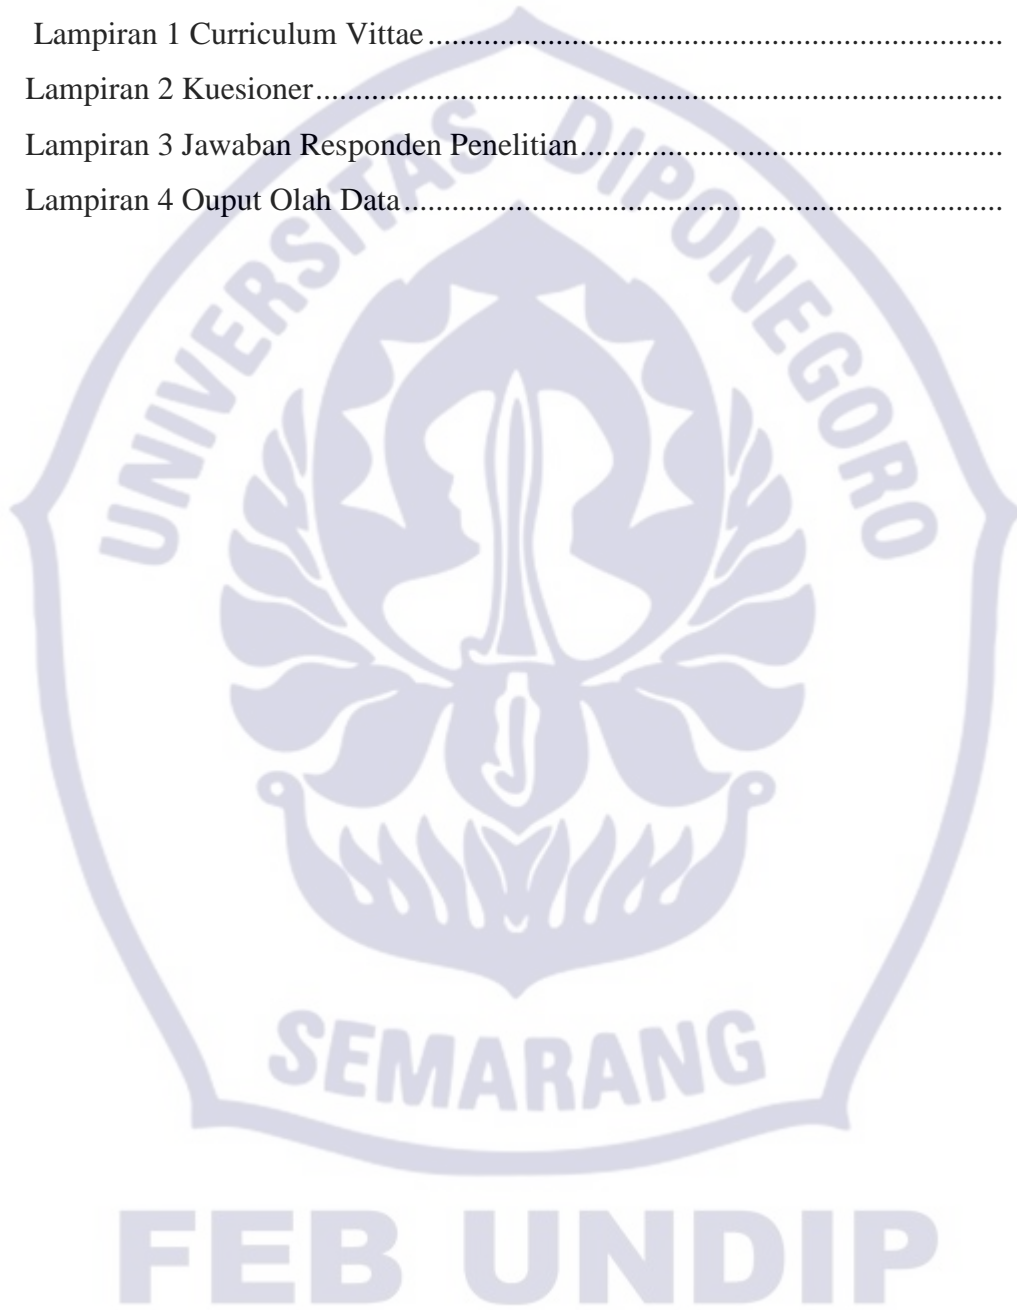 Lampiran 1 Curriculum Vittae........................................................................
Lampiran 2 Kuesioner......................................................................................
Lampiran 3 Jawaban Responden Penelitian.....................................................
Lampiran 4 Ouput Olah Data...........................................................................
UNIVERSITAS DIPONEGORO
SEMARANG
FEB UNDIP